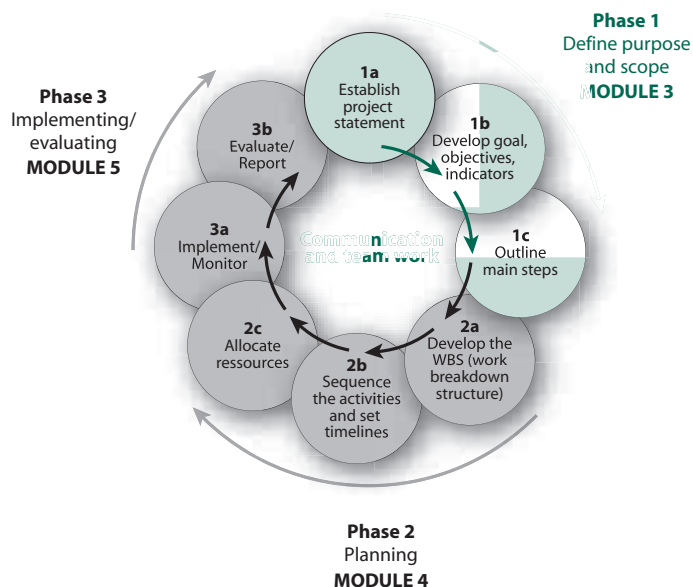 Phase 1
Define purpose
and scope
MODULE 3
1a
Establish
project
statement
1b
Develop goal,
objectives,
indicators
1c
Outline
main steps
2a
Develop the
WBS (work
breakdown
structure)
2b
Sequence
the activities
and set
timelines
2c
Allocate
ressources
3a
Implement/
Monitor
3b
Evaluate/
Report
Communication
and team work
Phase 3
Implementing/
evaluating
MODULE 5
Phase 2
Planning
MODULE 4